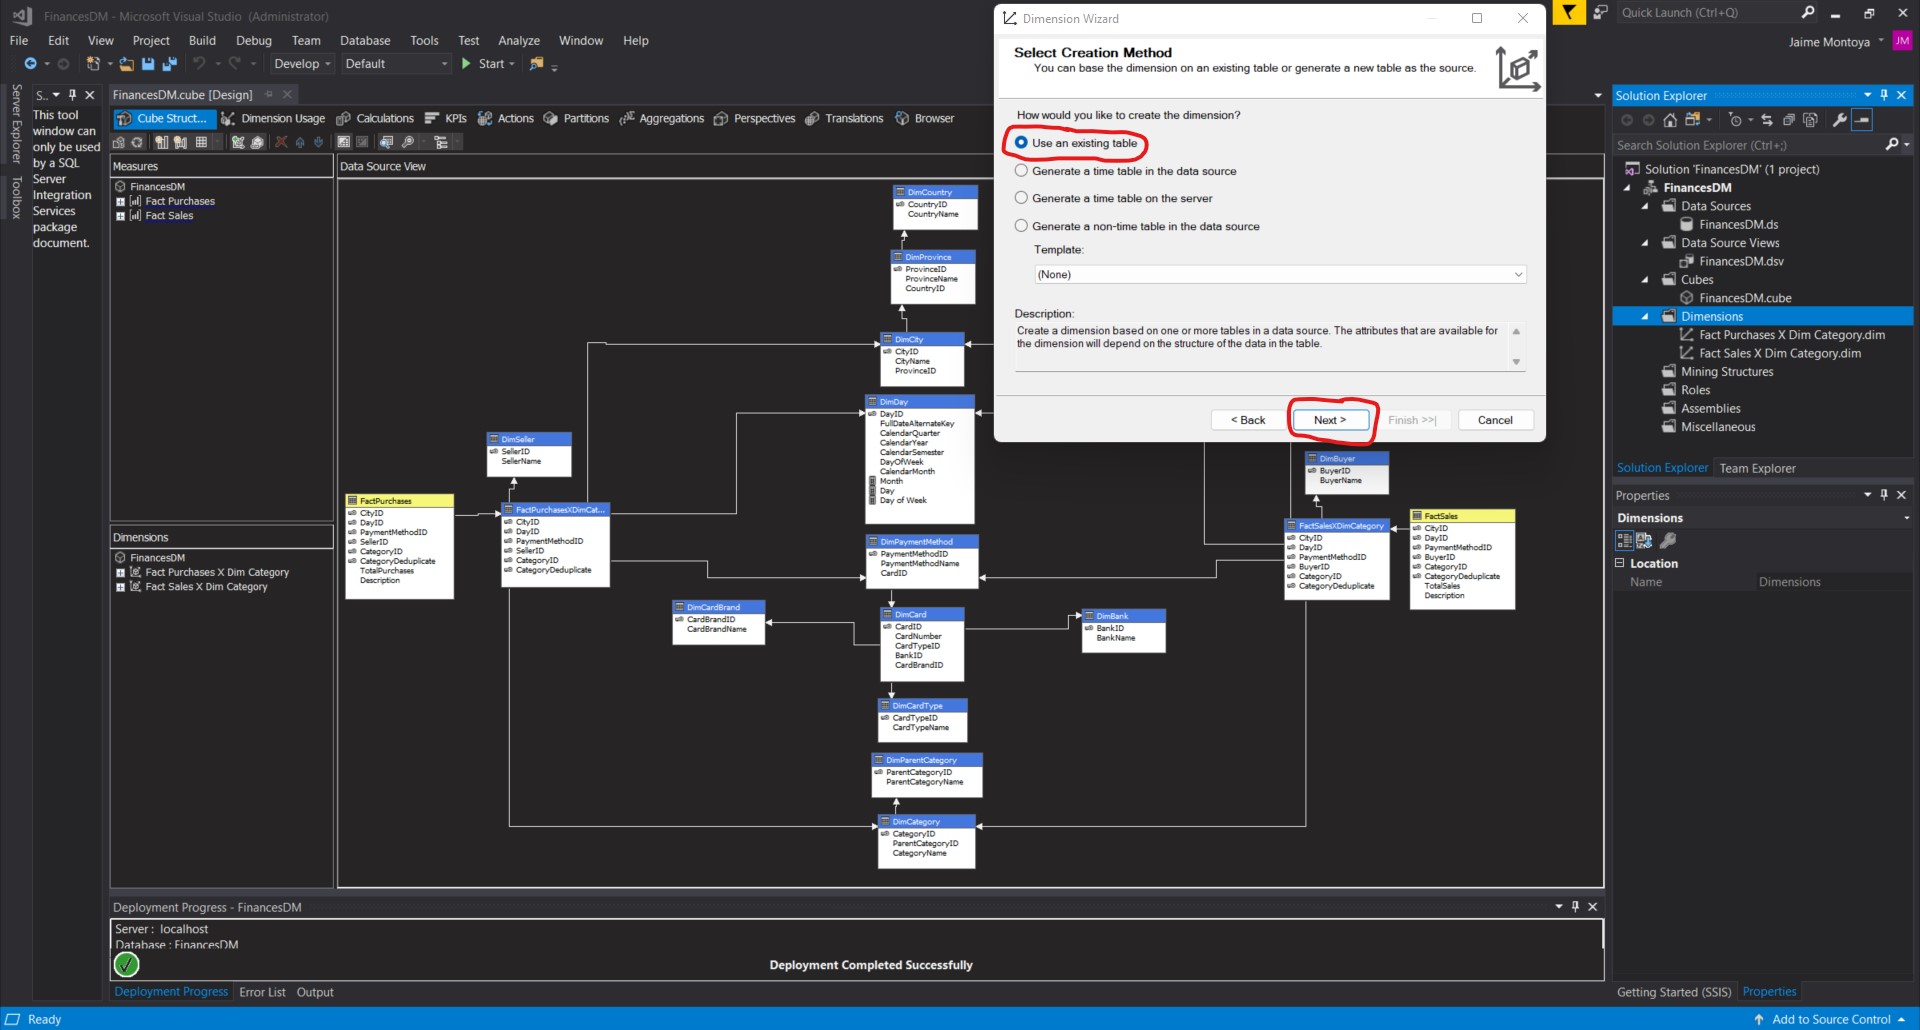 FinancesDM - Microsoft Visual Studio (Administrator)
Quick Launch (Ctrl+Q)
File Edit View Project Build Debug Team Database Tools Test Analyze Window Help
Jaime Montoya JM
Develop Default Start
Server Explorer
Toolbox
S..
This tool
window can
only be used
by a SQL
Server
Integration
Services
package
document.
FinancesDM.cube [Design]
Cube Struct... Dimension Usage Calculations KPIs Actions Partitions Aggregations Perspectives Translations Browser
Measures
FinancesDM
Fact Purchases
Fact Sales
Dimensions
FinancesDM
Fact Purchases X Dim Category
Fact Sales X Dim Category
Data Source View
DimCountry
CountryID
CountryName
DimProvince
ProvinceID
ProvinceName
CountryID
DimCity
CityID
CityName
ProvinceID
DimDay
DayID
FullDateAlternateKey
CalendarQuarter
CalendarYear
CalendarSemester
DayOfWeek
CalendarMonth
Month
Day
Day of Week
DimSeller
SellerID
SellerName
FactPurchases
CityID
DayID
PaymentMethodID
SellerID
CategoryID
CategoryDeduplicate
TotalPurchases
Description
FactPurchasesXDimCat...
CityID
DayID
PaymentMethodID
SellerID
CategoryID
CategoryDeduplicate
DimPaymentMethod
PaymentMethodID
PaymentMethodName
CardID
DimCardBrand
CardBrandID
CardBrandName
DimCard
CardID
CardNumber
CardTypeID
BankID
CardBrandID
DimBank
BankID
BankName
DimCardType
CardTypeID
CardTypeName
DimParentCategory
ParentCategoryID
ParentCategoryName
DimCategory
CategoryID
ParentCategoryID
CategoryName
DimBuyer
BuyerID
BuyerName
FactSalesXDimCategory
CityID
DayID
PaymentMethodID
BuyerID
CategoryID
CategoryDeduplicate
FactSales
CityID
DayID
PaymentMethodID
BuyerID
CategoryID
CategoryDeduplicate
TotalSales
Description
Dimension Wizard
Select Creation Method
You can base the dimension on an existing table or generate a new table as the source.
How would you like to create the dimension?
Use an existing table
Generate a time table in the data source
Generate a time table on the server
Generate a non-time table in the data source
Template:
(None)
Description:
Create a dimension based on one or more tables in a data source. The attributes that are available for
the dimension will depend on the structure of the data in the table.
< Back Next > Finish >>| Cancel
Solution Explorer
Search Solution Explorer (Ctrl+;)
Solution 'FinancesDM' (1 project)
FinancesDM
Data Sources
FinancesDM.ds
Data Source Views
FinancesDM.dsv
Cubes
FinancesDM.cube
Dimensions
Fact Purchases X Dim Category.dim
Fact Sales X Dim Category.dim
Mining Structures
Roles
Assemblies
Miscellaneous
Solution Explorer Team Explorer
Properties
Dimensions
Location
Name Dimensions
Deployment Progress - FinancesDM
Server : localhost
Database : FinancesDM
Deployment Completed Successfully
Deployment Progress Error List Output
Getting Started (SSIS) Properties
Ready
Add to Source Control